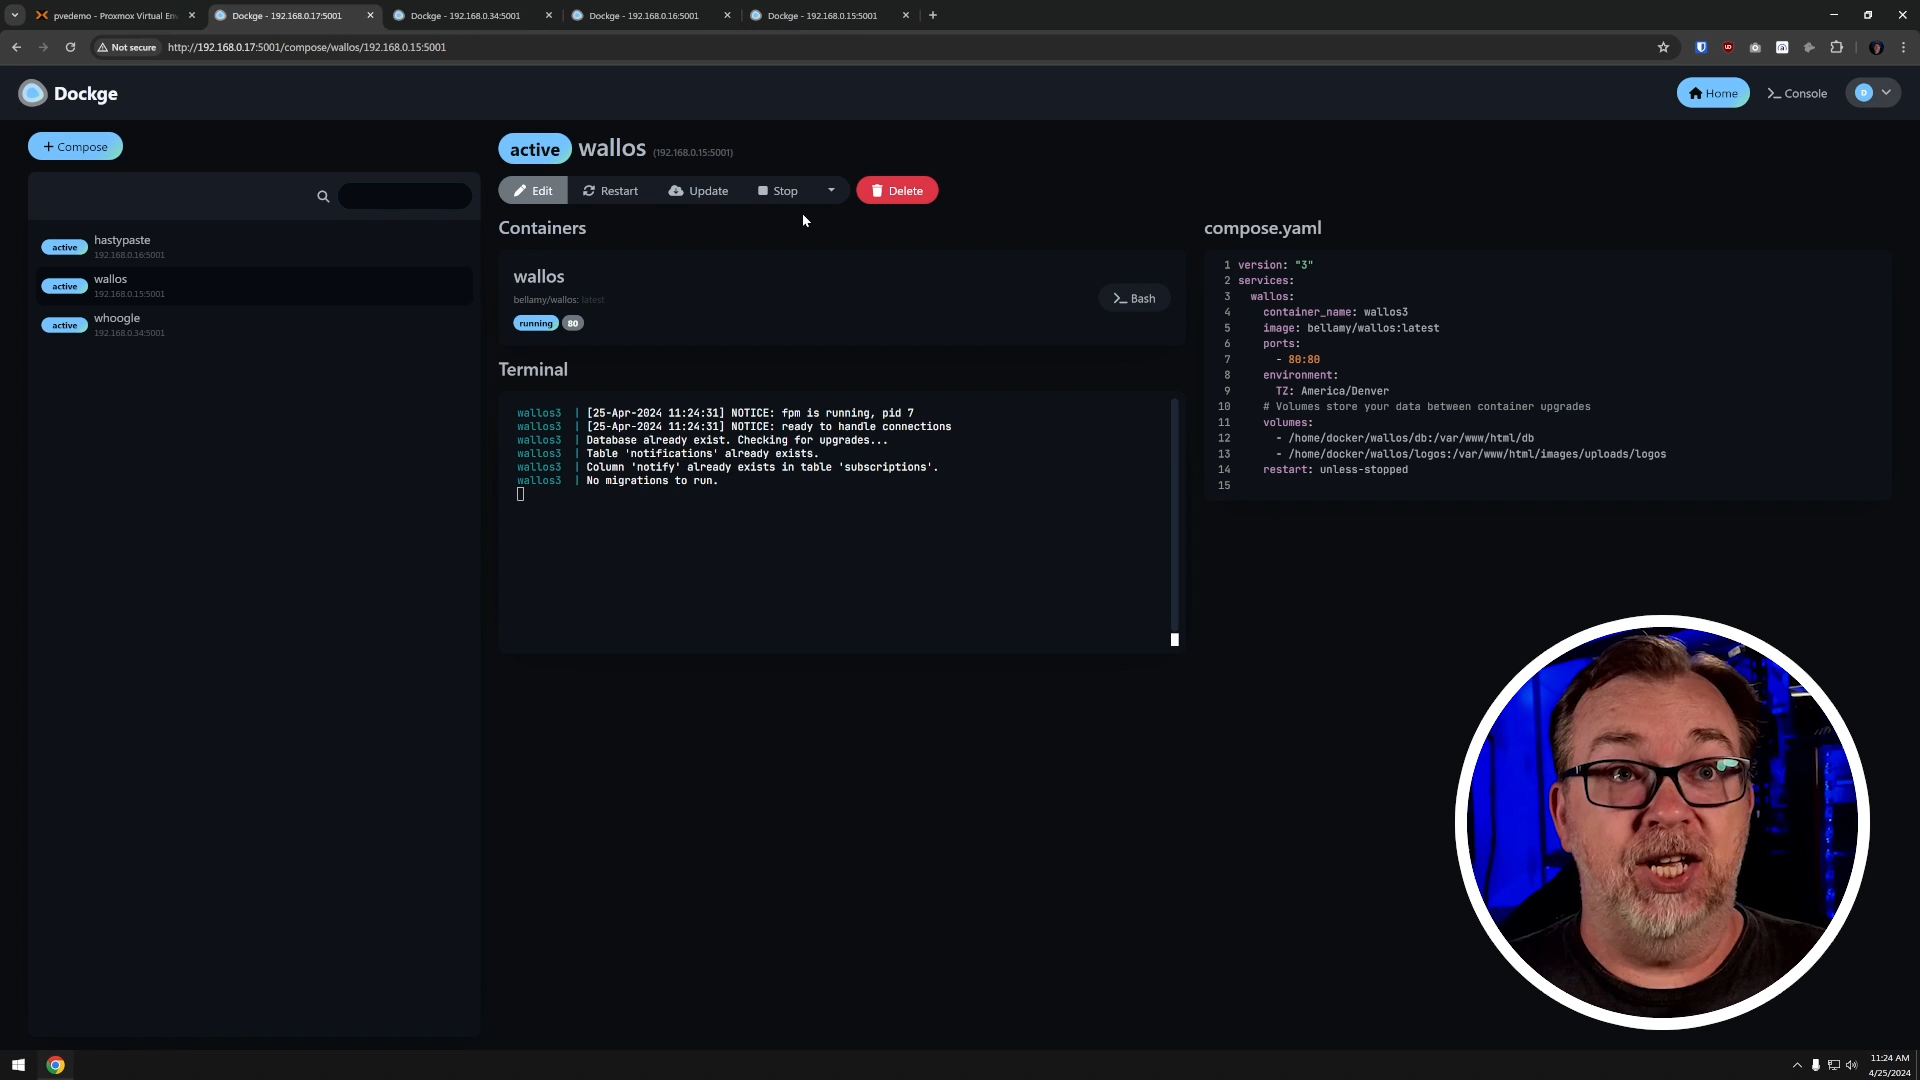 pvedemo - Proxmox Virtual En
Dockge - 192.168.0.17:5001
Dockge - 192.168.0.34:5001
Dockge - 192.168.0.16:5001
Dockge - 192.168.0.15:5001
Not secure
http://192.168.0.17:5001/compose/wallos/192.168.0.15:5001
Dockge
Home
Console
D
+ Compose
active
hastypaste
192.168.0.16:5001
active
wallos
192.168.0.15:5001
active
whoogle
192.168.0.34:5001
active wallos (192.168.0.15:5001)
Edit
Restart
Update
Stop
Delete
Containers
wallos
bellamy/wallos: latest
running 80
Bash
Terminal
wallos3 | [25-Apr-2024 11:24:31] NOTICE: fpm is running, pid 7
wallos3 | [25-Apr-2024 11:24:31] NOTICE: ready to handle connections
wallos3 | Database already exist. Checking for upgrades...
wallos3 | Table 'notifications' already exists.
wallos3 | Column 'notify' already exists in table 'subscriptions'.
wallos3 | No migrations to run.
compose.yaml
1 version: "3"
2 services:
3 wallos:
4 container_name: wallos3
5 image: bellamy/wallos:latest
6 ports:
7 - 80:80
8 environment:
9 TZ: America/Denver
10 # Volumes store your data between container upgrades
11 volumes:
12 - /home/docker/wallos/db:/var/www/html/db
13 - /home/docker/wallos/logos:/var/www/html/images/uploads/logos
14 restart: unless-stopped
15
11:24 AM
4/25/2024